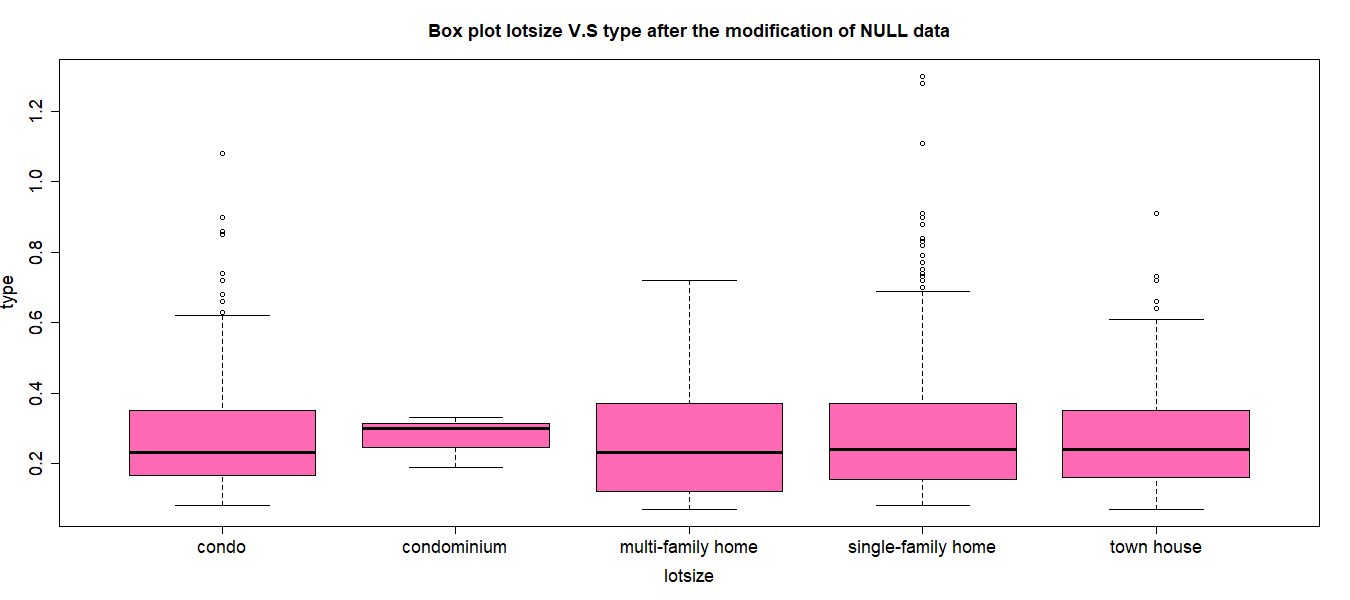 Box plot lotsize V.S type after the modification of NULL data
type
1.2
1.0
0.8
0.6
0.4
0.2
condo condominium multi-family home single-family home town house
lotsize